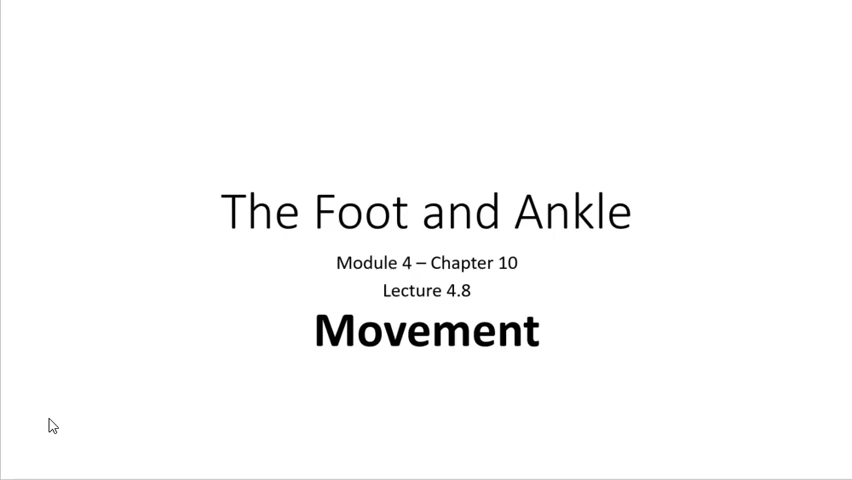 The Foot and Ankle
Module 4 – Chapter 10
Lecture 4.8
Movement